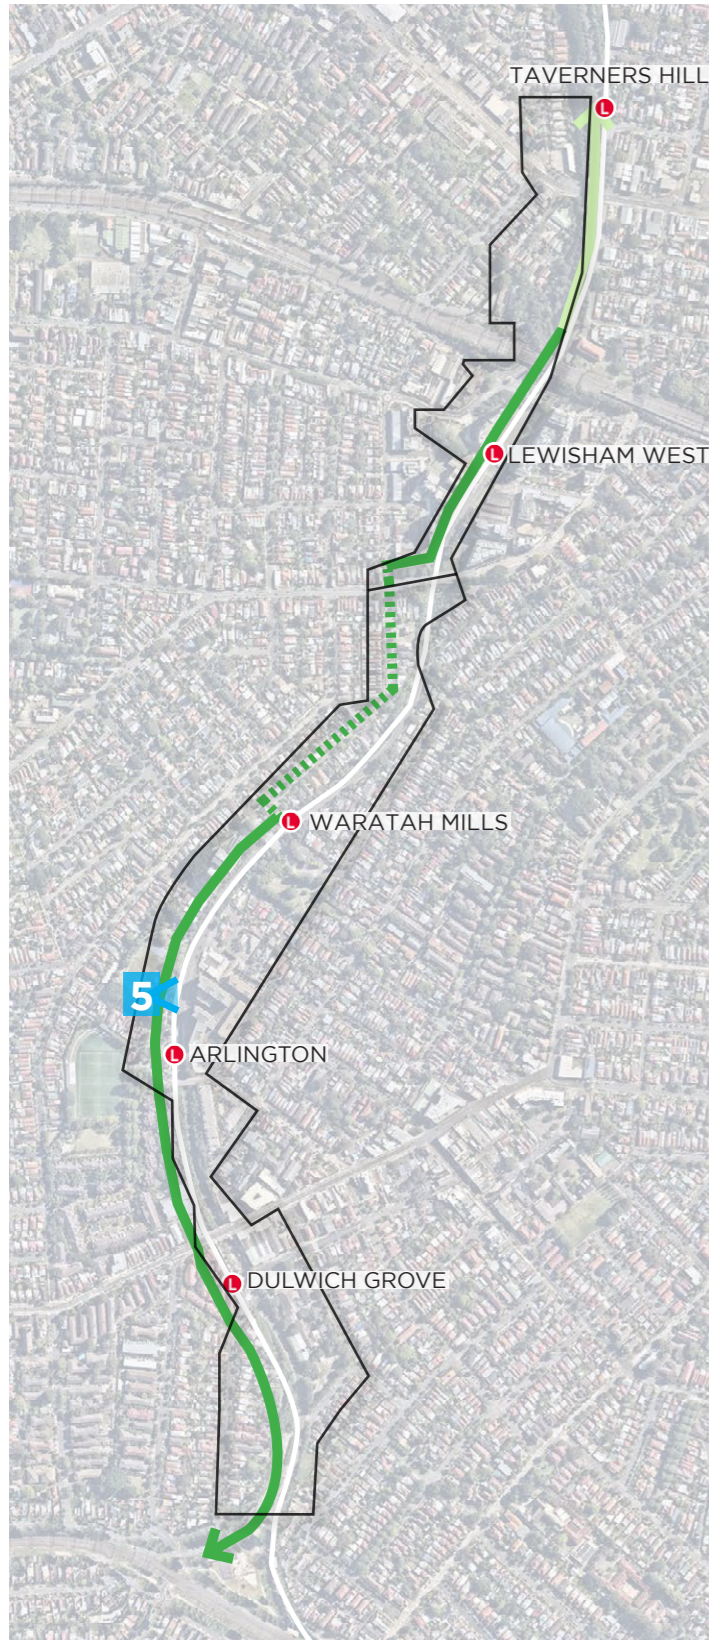 TAVERNERS HILL
L
L LEWISHAM WEST
L WARATAH MILLS
5
L ARLINGTON
L DULWICH GROVE